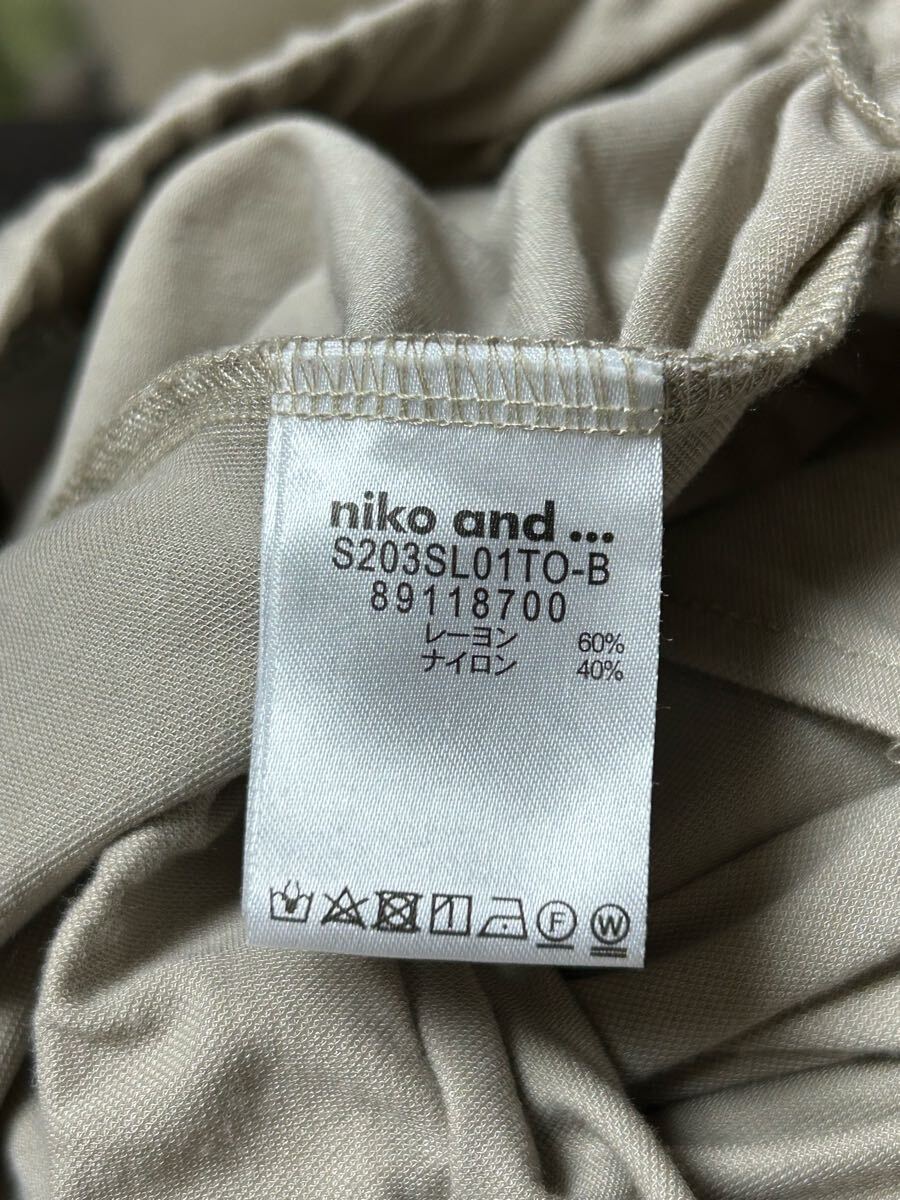 niko and ...
S203SL01TO-B
89118700
レーヨン 60%
ナイロン 40%
F W